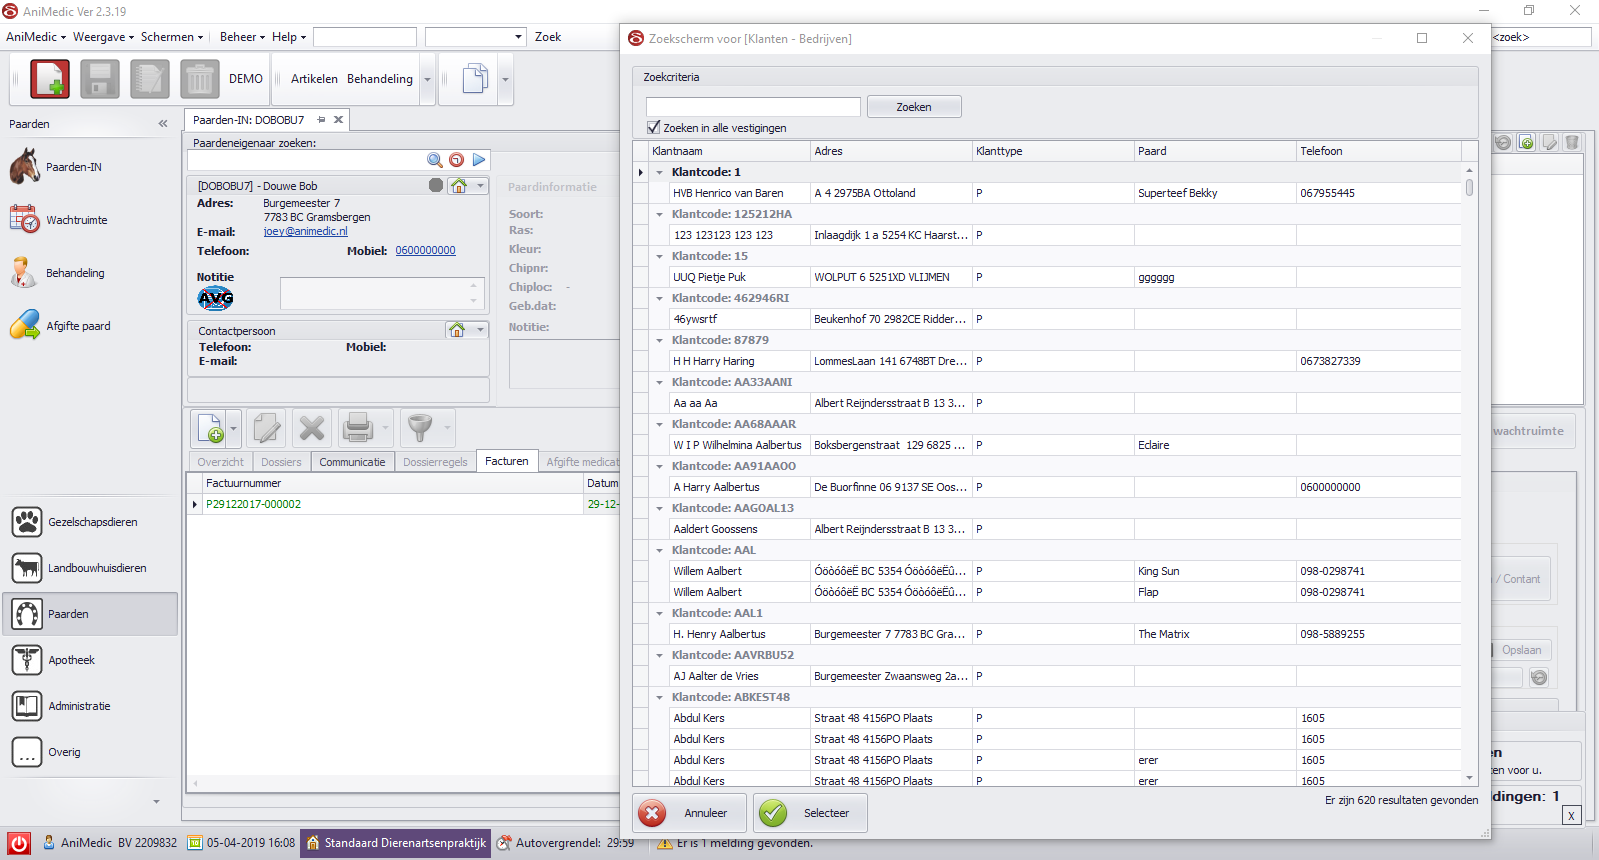 AniMedic Ver 2.3.19
AniMedic Weergave Schermen Beheer Help Zoek
<zoek>
DEMO Artikelen Behandeling
Paarden
Paarden-IN
Wachtruimte
Behandeling
Afgifte paard
Gezelschapsdieren
Landbouwhuisdieren
Paarden
Apotheek
Administratie
... Overig
Paarden-IN: DOBOBU7
Paardeneigenaar zoeken:
[DOBOBU7] - Douwe Bob
Adres: Burgemeester 7
7783 BC Gramsbergen
E-mail: joey@animedic.nl
Telefoon: Mobiel: 0600000000
Notitie
AVG
Contactpersoon
Telefoon: Mobiel:
E-mail:
Paardinformatie
Soort:
Ras:
Kleur:
Chipnr:
Chiploc: -
Geb.dat:
Notitie:
Overzicht Dossiers Communicatie Dossierregels Facturen Afgifte medicat
Factuurnummer Datum
P29122017-000002 29-12-
Zoekscherm voor [Klanten - Bedrijven]
Zoekcriteria
Zoeken
Zoeken in alle vestigingen
Klantnaam Adres Klanttype Paard Telefoon
Klantcode: 1
HVB Henrico van Baren A 4 2975BA Ottoland P Superteef Bekky 067955445
Klantcode: 125212HA
123 123123 123 123 Inlaagdijk 1 a 5254 KC Haarst... P
Klantcode: 15
UUQ Pietje Puk WOLPUT 6 5251XD VLIJMEN P gggggg
Klantcode: 462946RI
46ywsrtf Beukenhof 70 2982CE Ridder... P
Klantcode: 87879
H H Harry Haring LommesLaan 141 6748BT Dre... P 0673827339
Klantcode: AA33AANI
Aa aa Aa Albert Reijndersstraat B 13 3... P
Klantcode: AA68AAAR
W I P Wilhelmina Aalbertus Boksbergenstraat 129 6825 ... P Eclaire
Klantcode: AA91AAOO
A Harry Aalbertus De Buorfinne 06 9137 SE Oos... P 0600000000
Klantcode: AAGOAL13
Aaldert Goossens Albert Reijndersstraat B 13 3... P
Klantcode: AAL
Willem Aalbert ÓöòóôëË BC 5354 ÓöòóôëËû... P King Sun 098-0298741
Willem Aalbert ÓöòóôëË BC 5354 ÓöòóôëËû... P Flap 098-0298741
Klantcode: AAL1
H. Henry Aalbertus Burgemeester 7 7783 BC Gra... P The Matrix 098-5889255
Klantcode: AAVRBU52
AJ Aalter de Vries Burgemeester Zwaansweg 2a... P
Klantcode: ABKEST48
Abdul Kers Straat 48 4156PO Plaats P 1605
Abdul Kers Straat 48 4156PO Plaats P 1605
Abdul Kers Straat 48 4156PO Plaats P erer 1605
Abdul Kers Straat 48 4156PO Plaats P erer 1605
Annuleer Selecteer
Er zijn 620 resultaten gevonden
wachtruimte
/ Contant
Opslaan
en
ten voor u.
dingen: 1
X
AniMedic BV 2209832 05-04-2019 16:08 Standaard Dierenartsenpraktijk Autovergrendel: 29:59 Er is 1 melding gevonden.